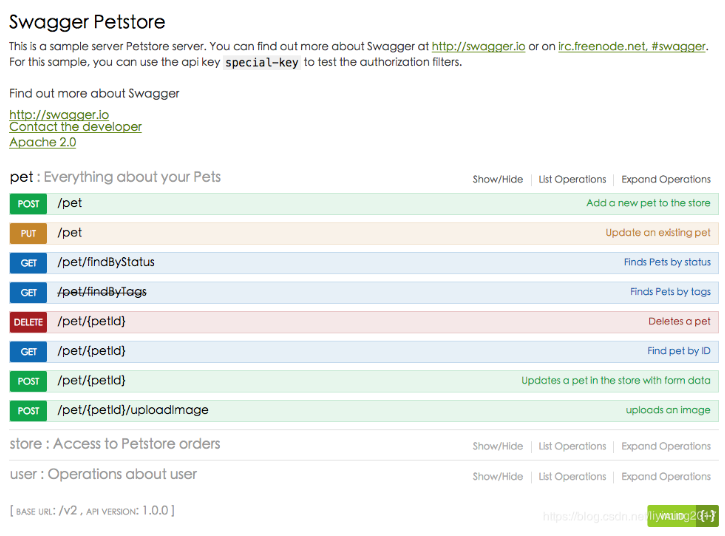 Swagger Petstore
This is a sample server Petstore server. You can find out more about Swagger at http://swagger.io or on irc.freenode.net, #swagger.
For this sample, you can use the api key special-key to test the authorization filters.
Find out more about Swagger
http://swagger.io
Contact the developer
Apache 2.0
pet : Everything about your Pets Show/Hide List Operations Expand Operations
POST /pet Add a new pet to the store
PUT /pet Update an existing pet
GET /pet/findByStatus Finds Pets by status
GET /pet/findByTags Finds Pets by tags
DELETE /pet/{petId} Deletes a pet
GET /pet/{petId} Find pet by ID
POST /pet/{petId} Updates a pet in the store with form data
POST /pet/{petId}/uploadImage uploads an image
store : Access to Petstore orders Show/Hide List Operations Expand Operations
user : Operations about user Show/Hide List Operations Expand Operations
[ BASE URL: /v2 , API VERSION: 1.0.0 ] VALID {-}